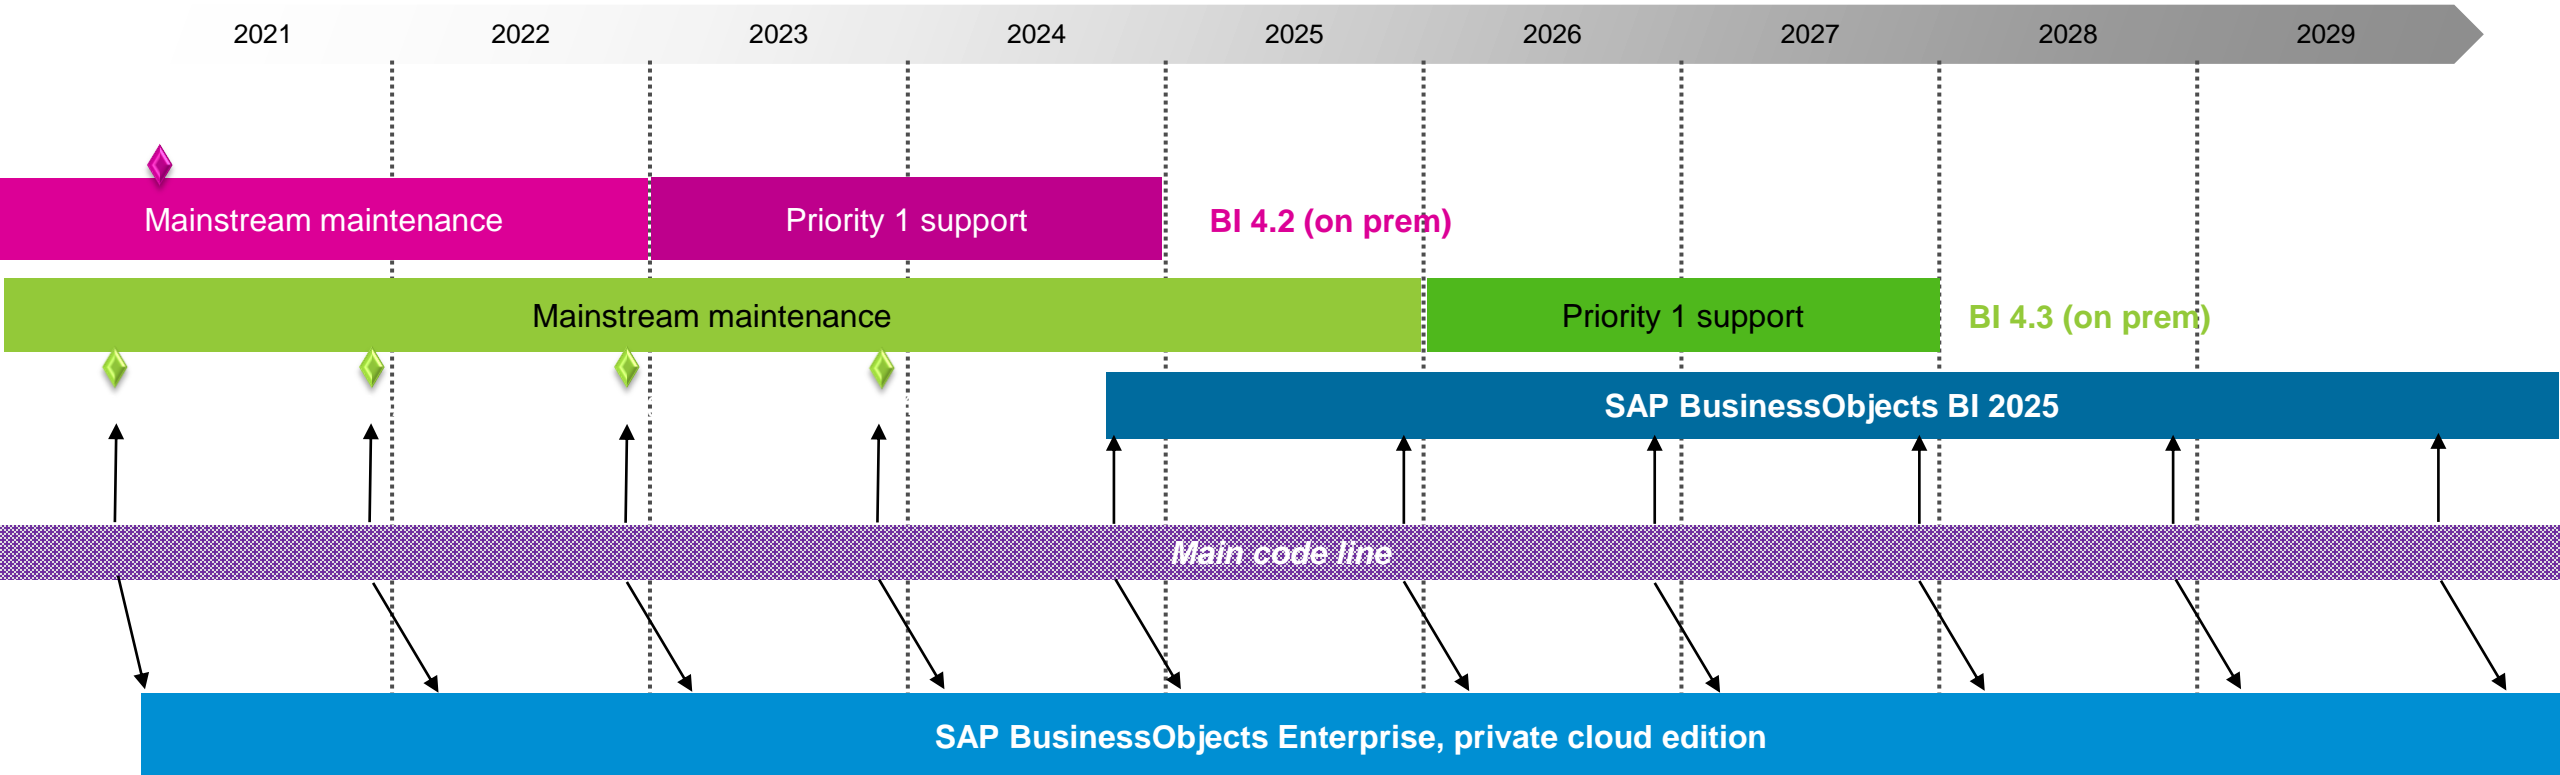 2021 2022 2023 2024 2025 2026 2027 2028 2029
Mainstream maintenance
Priority 1 support
BI 4.2 (on prem)
Mainstream maintenance
Priority 1 support
BI 4.3 (on prem)
SAP BusinessObjects BI 2025
Main code line
SAP BusinessObjects Enterprise, private cloud edition